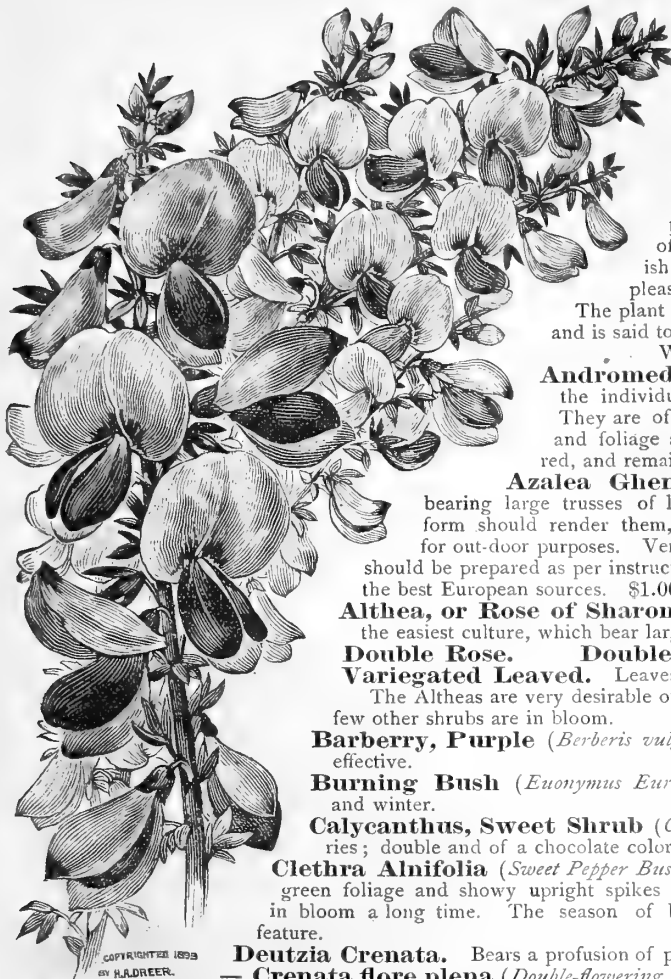 of
ish
pleas
The plant
and is said to
W
Andromed
the individu
They are of
and foliage
red, and remai
Azalea Gher
bearing large trusses of l
form should render them,
for out-door purposes. Ver
should be prepared as per instruc
the best European sources. $1.00
Althea, or Rose of Sharon
the easiest culture, which bear lar
Double Rose. Double
Variegated Leaved. Leaves
The Altheas are very desirable o
few other shrubs are in bloom.
Barberry, Purple (Berberis vul
effective.
Burning Bush (Euonymus Eur
and winter.
Calycanthus, Sweet Shrub (C
ries; double and of a chocolate color
Clethra Alnifolia (Sweet Pepper Bus
green foliage and showy upright spikes
in bloom a long time. The season of b
feature.
Deutzia Crenata. Bears a profusion of p
— Crenata flore pleno (Double-flowering
COPYRIGHTED 1893
BY H.A.DREER.